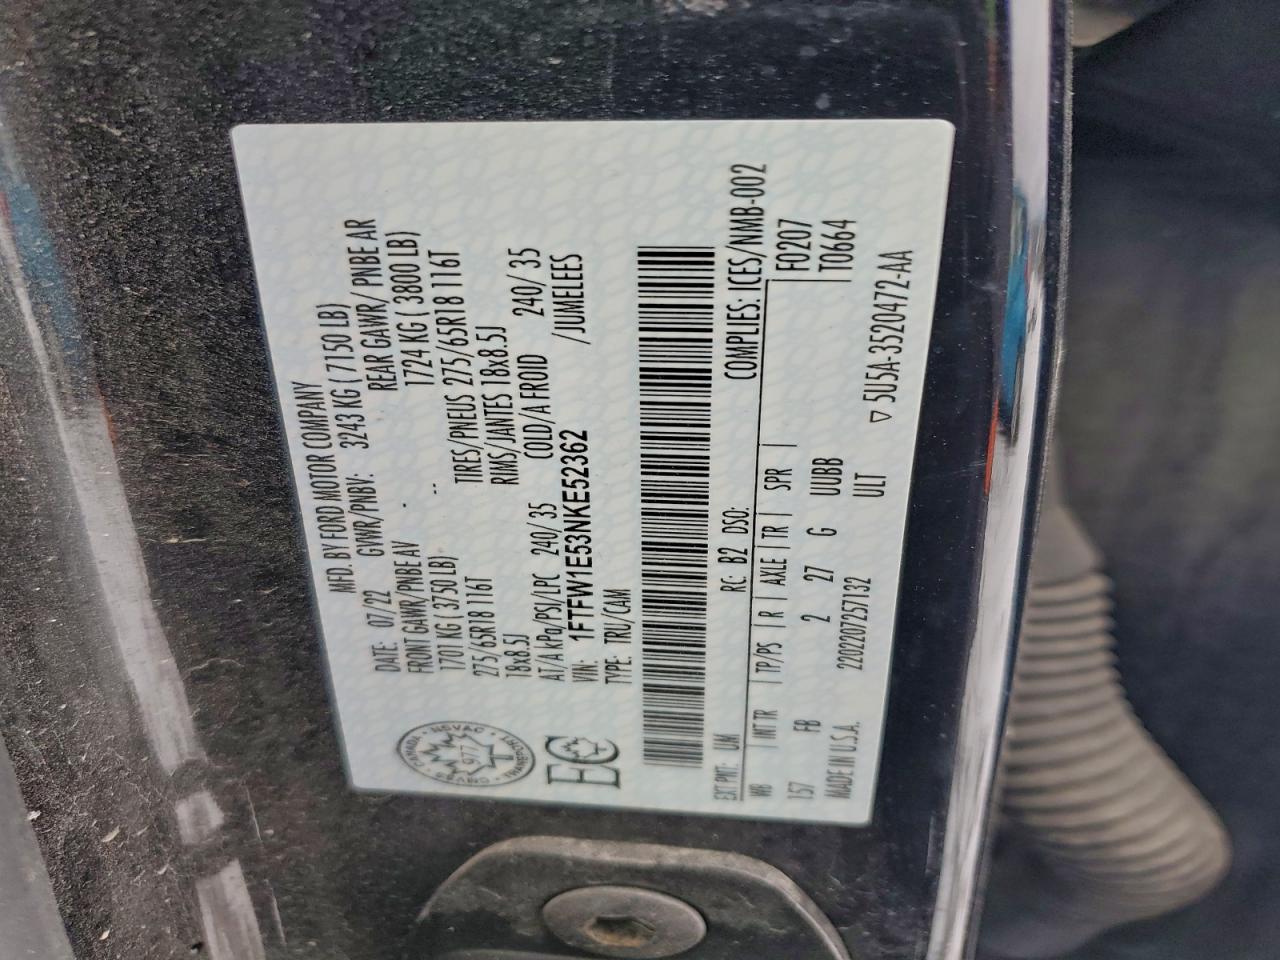 MFD. BY FORD MOTOR COMPANY
DATE: 07/22 GVWR/PNBV: 3243 KG ( 7150 LB)
FRONT GAWR/PNBE AV REAR GAWR/ PNBE AR
1701 KG ( 3750 LB) -- 1724 KG ( 3800 LB)
275/65R18 116T TIRES/PNEUS 275/65R18 116T
18x8.5J RIMS/JANTES 18x8.5J
AT/A kPa/PSI/LPC 240/35 COLD/A FROID 240/ 35
VIN: 1FTFW1E53NKE52362 /JUMELEES
TYPE: TRU/CAM
EXT PNT: UM RC: B2 DSO: COMPLIES: ICES/NMB-002
WB | INT TR | TP/PS | R | AXLE | TR | SPR | F0207
157 FB 2 27 G UUBB T0664
MADE IN U.S.A. 2202207257132 ULT ▽ 5U5A-3520472-AA
CANADA
NSVAC
TRANSPORT
977